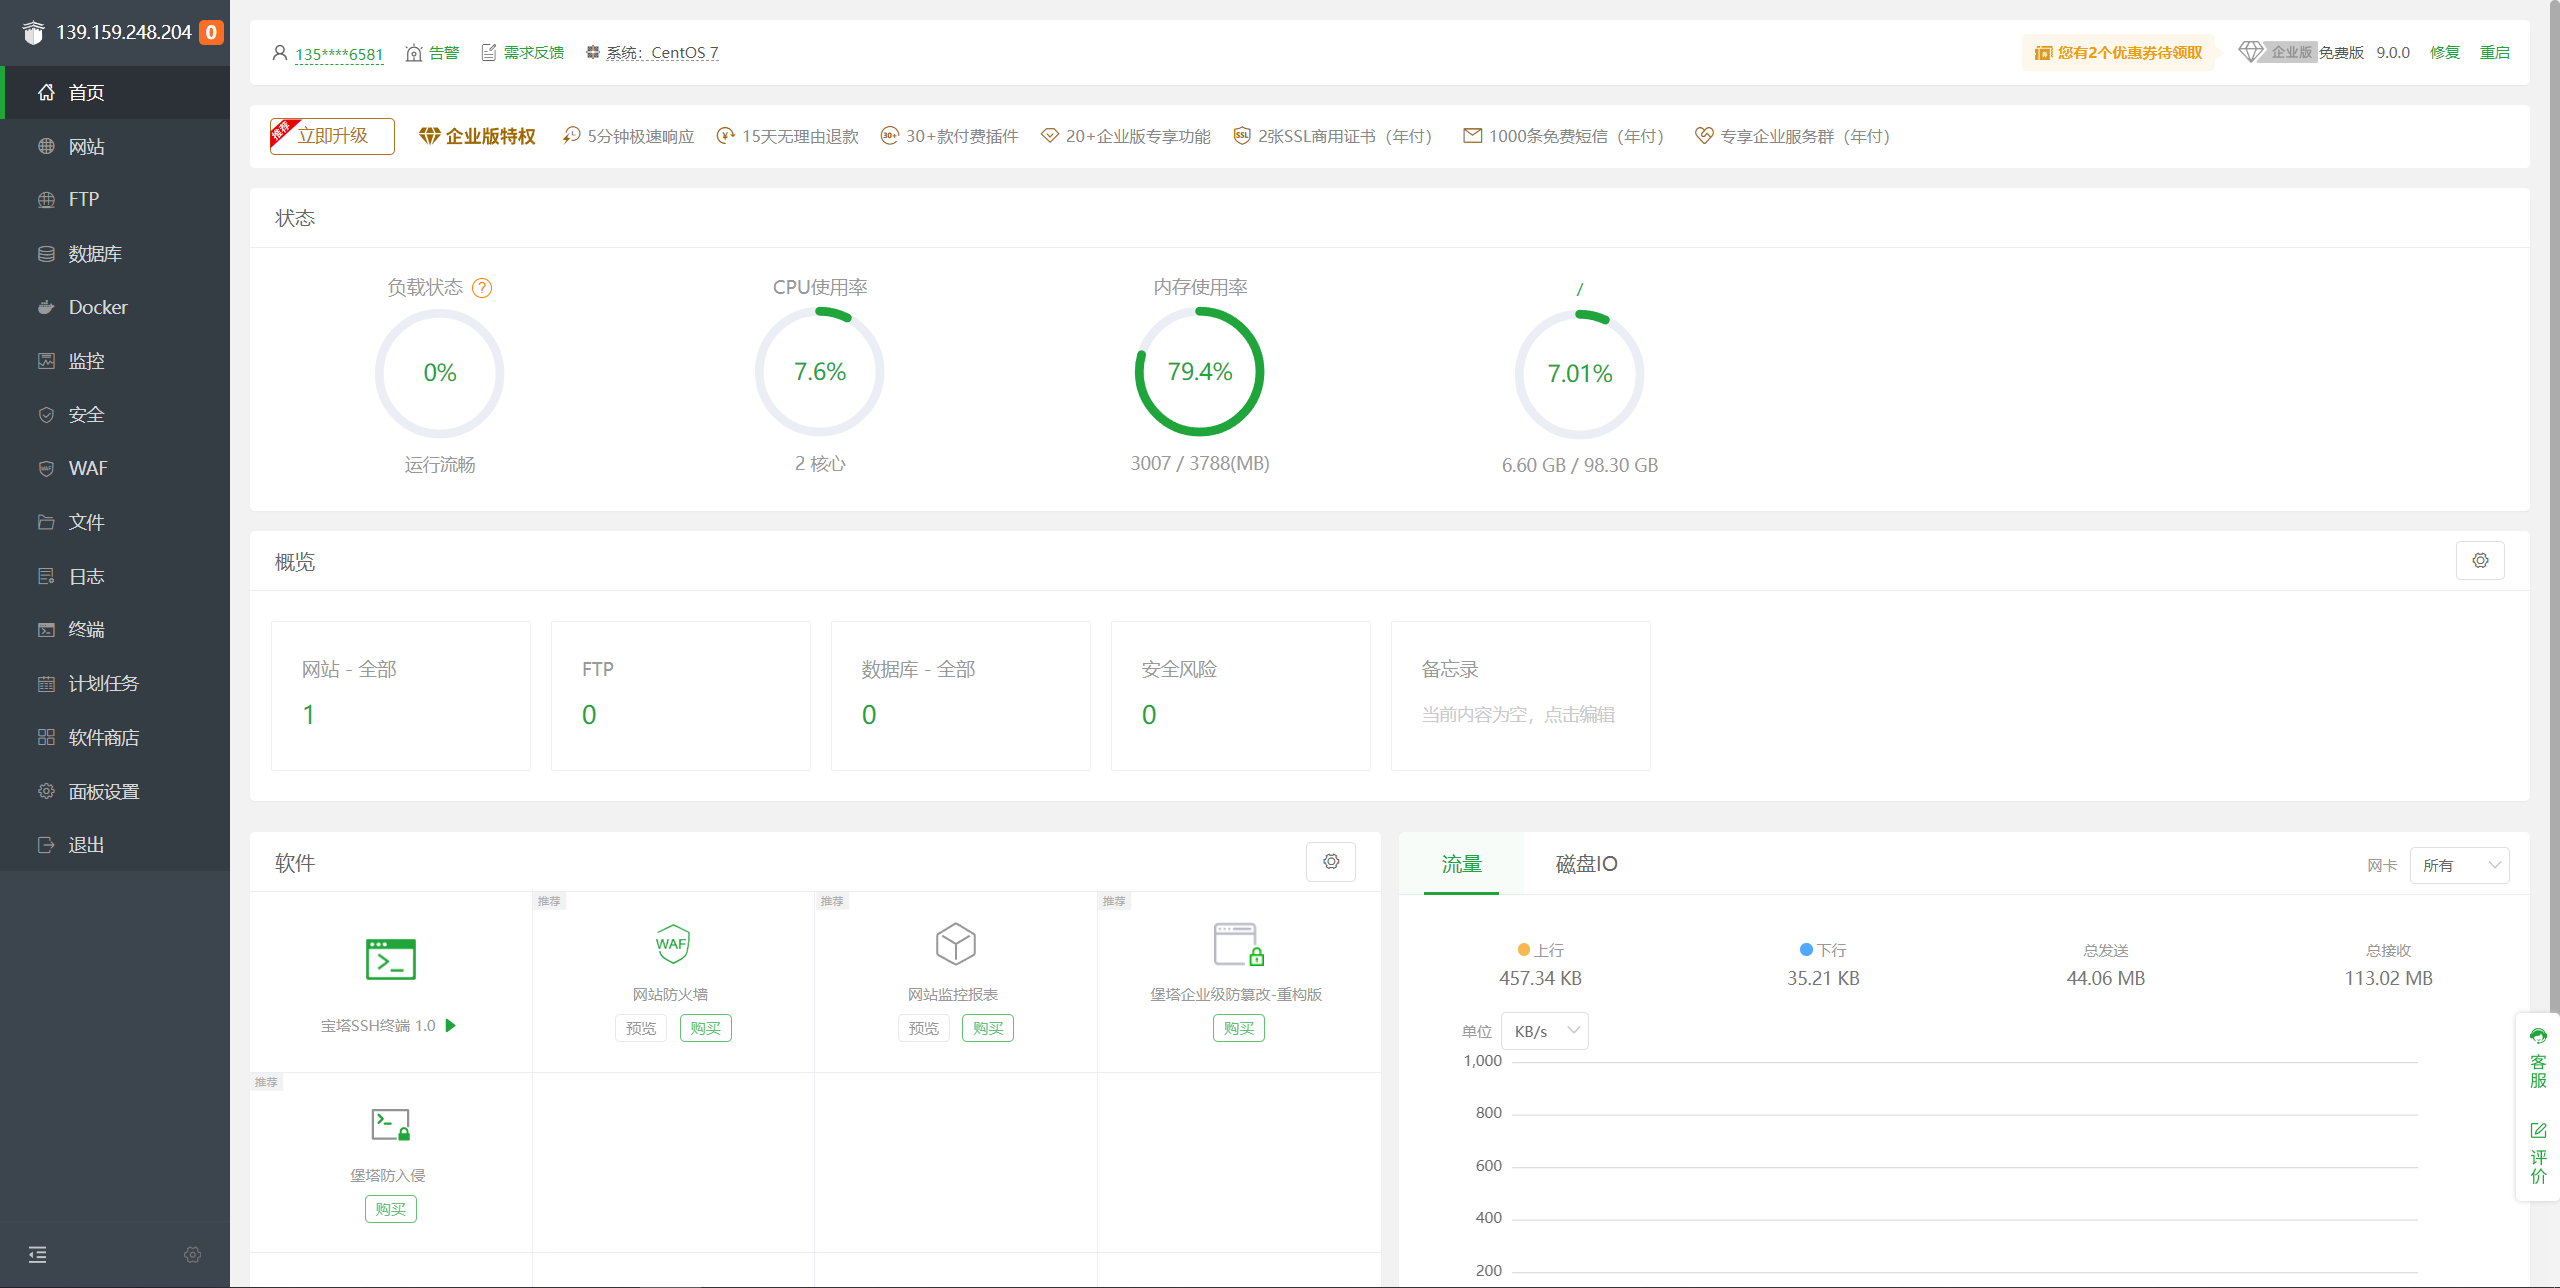 139.159.248.204 0
首页
网站
FTP
数据库
Docker
监控
安全
WAF
文件
日志
终端
计划任务
软件商店
面板设置
退出
135****6581 告警 需求反馈 系统：CentOS 7
您有2个优惠券待领取 企业版 免费版 9.0.0 修复 重启
推荐 立即升级 企业版特权 5分钟极速响应 15天无理由退款 30+款付费插件 20+企业版专享功能 2张SSL商用证书（年付） 1000条免费短信（年付） 专享企业服务群（年付）
状态
负载状态 ? CPU使用率 内存使用率 /
0% 7.6% 79.4% 7.01%
运行流畅 2 核心 3007 / 3788(MB) 6.60 GB / 98.30 GB
概览
网站 - 全部 FTP 数据库 - 全部 安全风险 备忘录
1 0 0 0 当前内容为空，点击编辑
软件
推荐 推荐 推荐
WAF
网站防火墙 网站监控报表 堡塔企业级防篡改-重构版
宝塔SSH终端 1.0 预览 购买 预览 购买 购买
推荐
堡塔防入侵
购买
流量 磁盘IO 网卡 所有
上行 下行 总发送 总接收
457.34 KB 35.21 KB 44.06 MB 113.02 MB
单位 KB/s
1,000
800
600
400
200
客服
评价